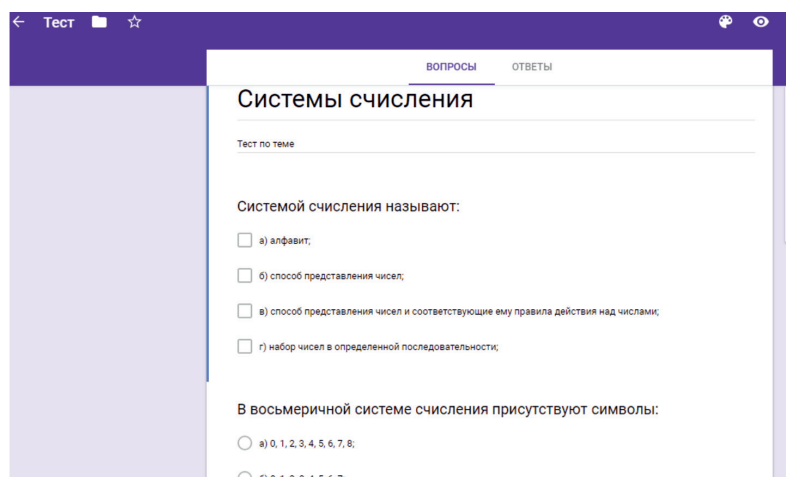 Тест
ВОПРОСЫ ОТВЕТЫ
Системы счисления
Тест по теме
Системой счисления называют:
а) алфавит;
б) способ представления чисел;
в) способ представления чисел и соответствующие ему правила действия над числами;
г) набор чисел в определенной последовательности;
В восьмеричной системе счисления присутствуют символы:
а) 0, 1, 2, 3, 4, 5, 6, 7, 8;